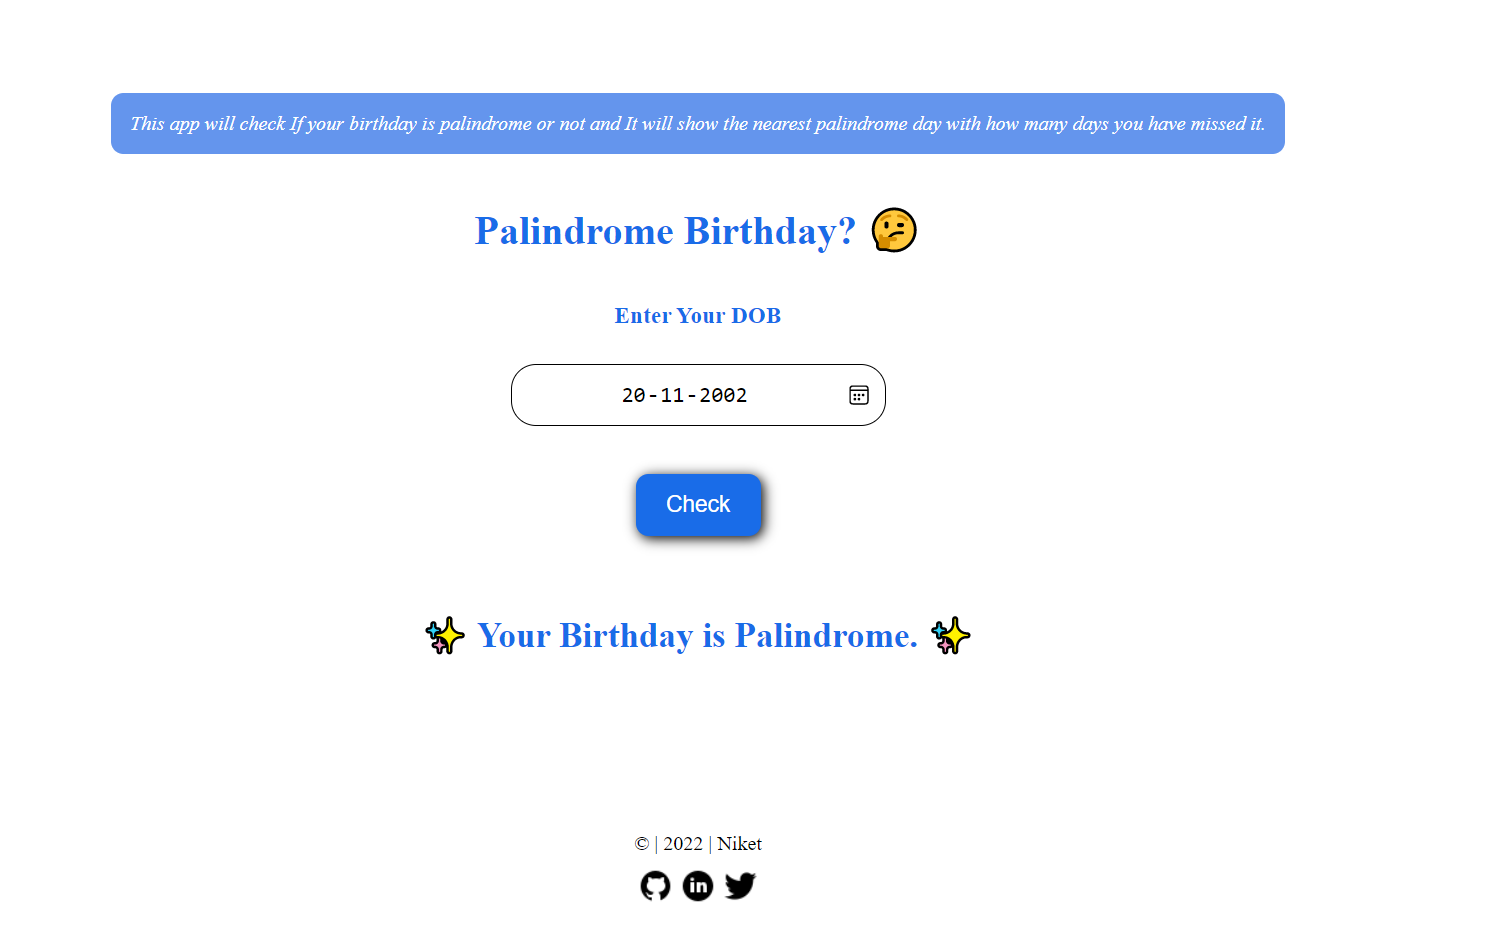 This app will check If your birthday is palindrome or not and It will show the nearest palindrome day with how many days you have missed it.
Palindrome Birthday? 🤔
Enter Your DOB
20-11-2002
Check
✨ Your Birthday is Palindrome. ✨
© | 2022 | Niket
in